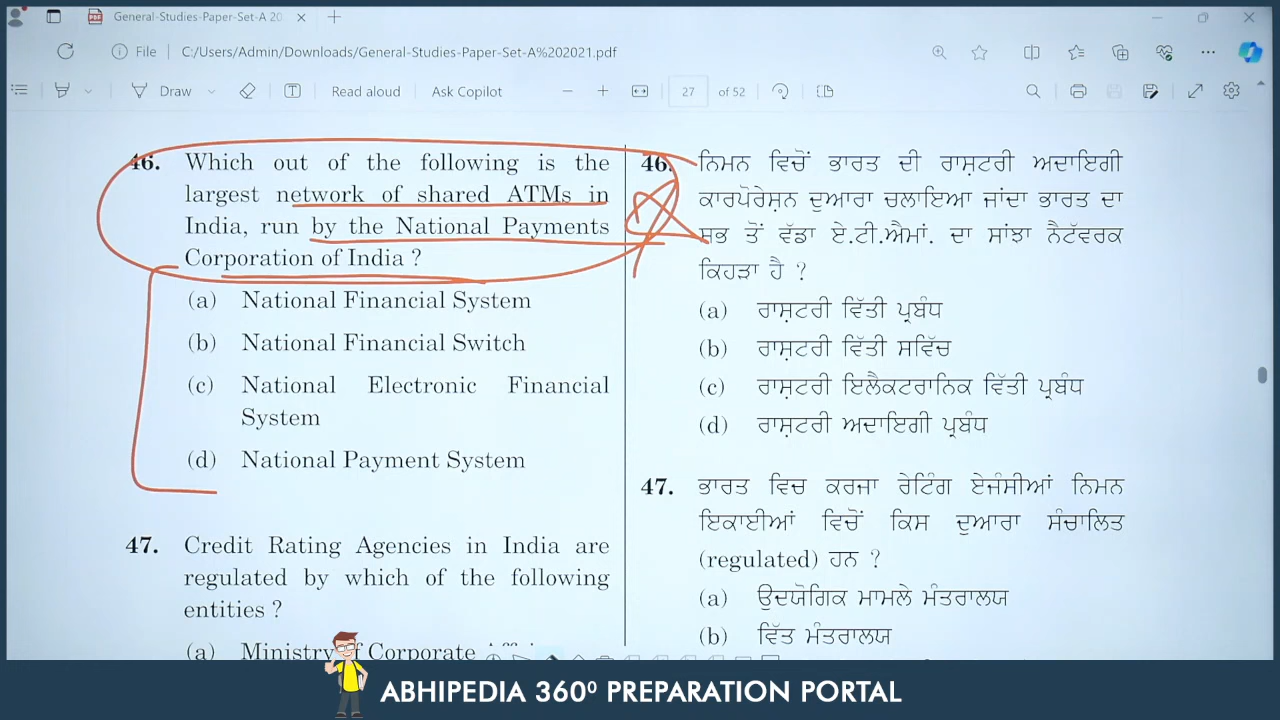 General-Studies-Paper-Set-A 20
File
C:/Users/Admin/Downloads/General-Studies-Paper-Set-A%202021.pdf
Draw
Read aloud
Ask Copilot
27 of 52
46. Which out of the following is the
largest network of shared ATMs in
India, run by the National Payments
Corporation of India ?
(a) National Financial System
(b) National Financial Switch
(c) National Electronic Financial
System
(d) National Payment System
47. Credit Rating Agencies in India are
regulated by which of the following
entities ?
(a) Ministry of Corporate
46. ਨਿਮਨ ਵਿਚੋਂ ਭਾਰਤ ਦੀ ਰਾਸ਼ਟਰੀ ਅਦਾਇਗੀ
ਕਾਰਪੋਰੇਸ਼ਨ ਦੁਆਰਾ ਚਲਾਇਆ ਜਾਂਦਾ ਭਾਰਤ ਦਾ
ਸਭ ਤੋਂ ਵੱਡਾ ਏ.ਟੀ.ਐਮਾਂ. ਦਾ ਸਾਂਝਾ ਨੈਟੱਵਰਕ
ਕਿਹੜਾ ਹੈ ?
(a) ਰਾਸ਼ਟਰੀ ਵਿੱਤੀ ਪ੍ਰਬੰਧ
(b) ਰਾਸ਼ਟਰੀ ਵਿੱਤੀ ਸਵਿੱਚ
(c) ਰਾਸ਼ਟਰੀ ਇਲੈਕਟਰਾਨਿਕ ਵਿੱਤੀ ਪ੍ਰਬੰਧ
(d) ਰਾਸ਼ਟਰੀ ਅਦਾਇਗੀ ਪ੍ਰਬੰਧ
47. ਭਾਰਤ ਵਿਚ ਕਰਜਾ ਰੇਟਿੰਗ ਏਜੰਸੀਆਂ ਨਿਮਨ
ਇਕਾਈਆਂ ਵਿਚੋਂ ਕਿਸ ਦੁਆਰਾ ਸੰਚਾਲਿਤ
(regulated) ਹਨ ?
(a) ਉਦਯੋਗਿਕ ਮਾਮਲੇ ਮੰਤਰਾਲਯ
(b) ਵਿੱਤ ਮੰਤਰਾਲਯ
ABHIPEDIA 360⁰ PREPARATION PORTAL